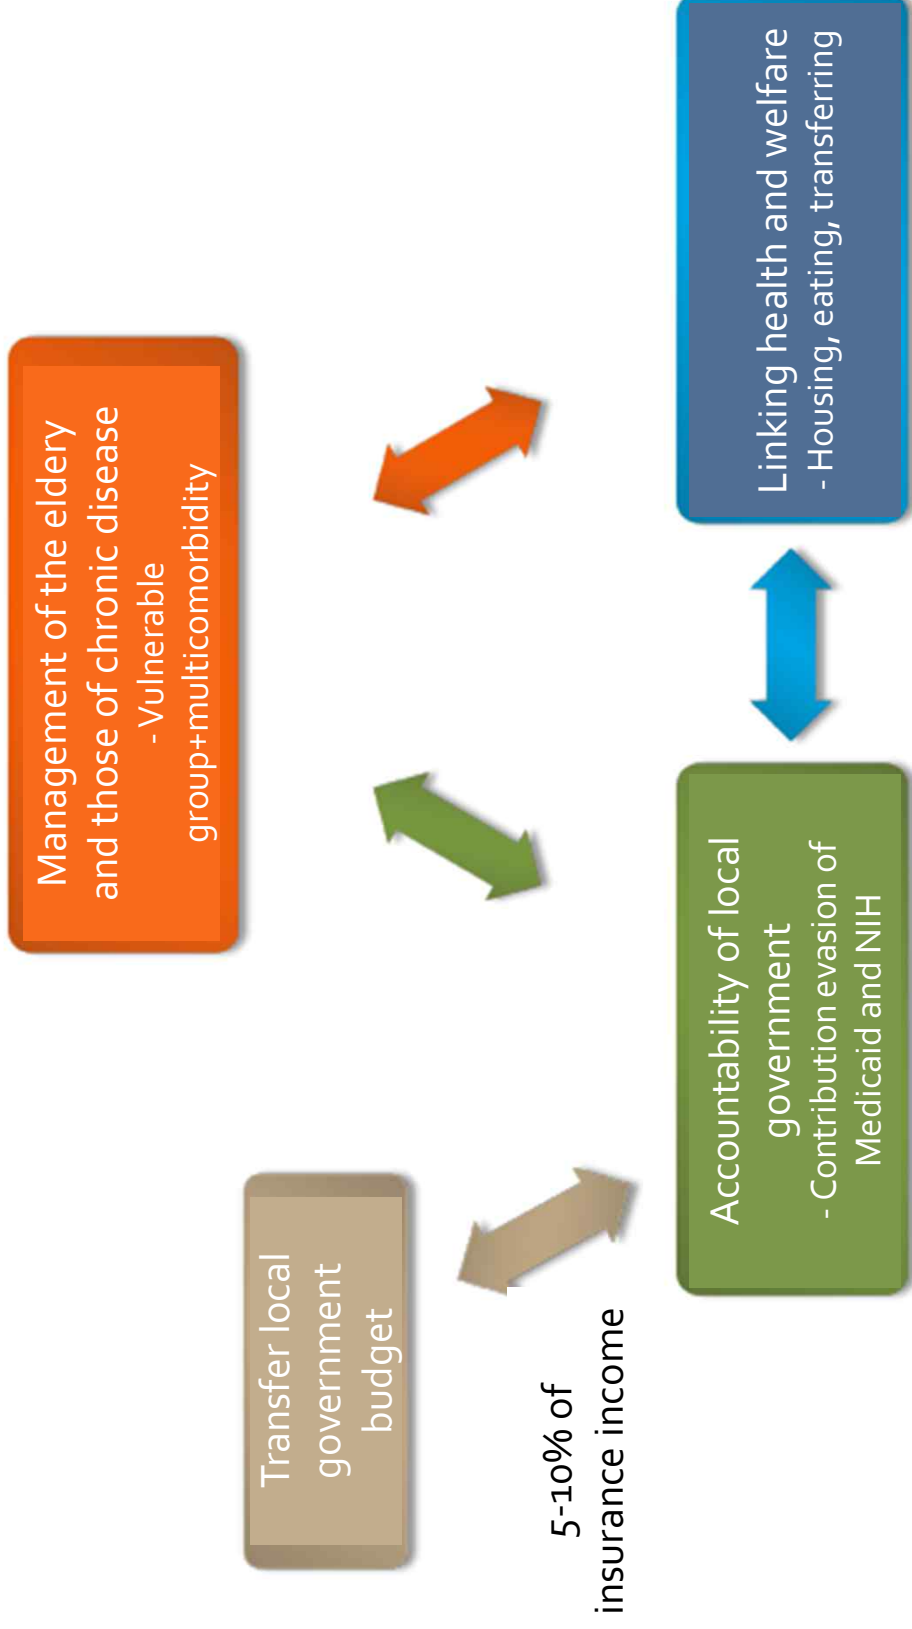 Management of the eldery
and those of chronic disease
- Vulnerable
group+multicomorbidity
Transfer local
government
budget
5-10% of
insurance income
Accountability of local
government
- Contribution evasion of
Medicaid and NIH
Linking health and welfare
- Housing, eating, transferring